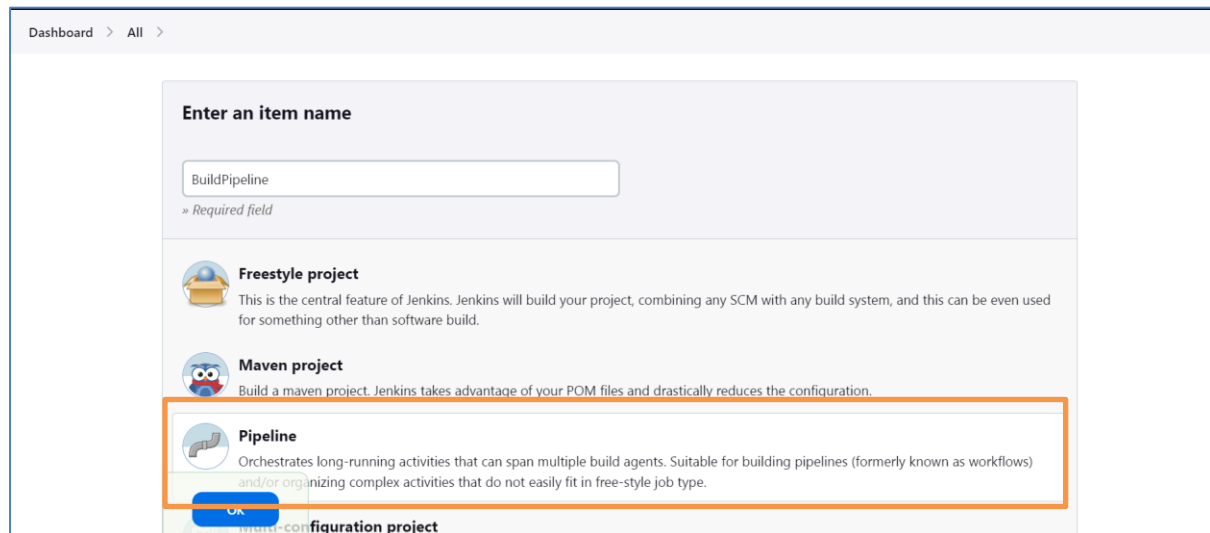 Dashboard > All >
Enter an item name
BuildPipeline
» Required field
Freestyle project
This is the central feature of Jenkins. Jenkins will build your project, combining any SCM with any build system, and this can be even used
for something other than software build.
Maven project
Build a maven project. Jenkins takes advantage of your POM files and drastically reduces the configuration.
Pipeline
Orchestrates long-running activities that can span multiple build agents. Suitable for building pipelines (formerly known as workflows)
and/or organizing complex activities that do not easily fit in free-style job type.
OK
Multi-configuration project